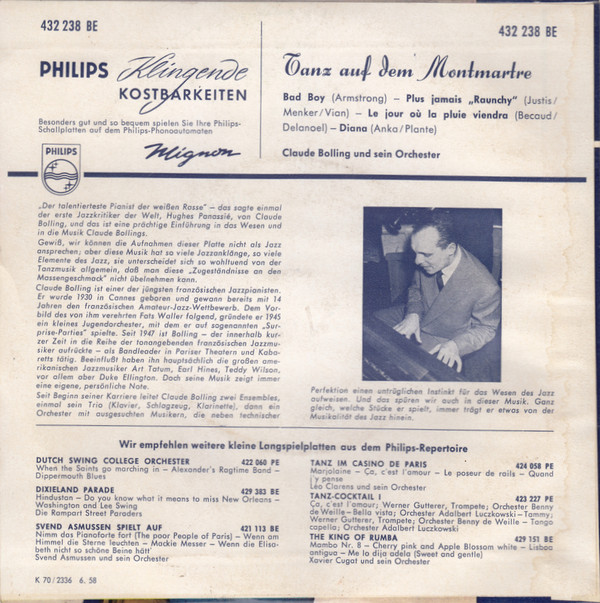 432 238 BE
432 238 BE
PHILIPS Klingende
KOSTBARKEITEN
Besonders gut und so bequem spielen Sie Ihre Philips-
Schallplatten auf dem Philips-Phonoautomaten
Mignon
Tanz auf dem Montmartre
Bad Boy (Armstrong) – Plus jamais „Raunchy“ (Justis/
Menker/Vian) – Le jour où la pluie viendra (Becaud/
Delanoel) – Diana (Anka/Plante)
Claude Bolling und sein Orchester
PHILIPS
„Der talentierteste Pianist der weißen Rasse“ – das sagte einmal
der erste Jazzkritiker der Welt, Hughes Panassié, von Claude
Bolling, und das ist eine prächtige Einführung in das Wesen und
in die Musik Claude Bollings.
Gewiß, wir können die Aufnahmen dieser Platte nicht als Jazz
ansprechen; aber diese Musik hat so viele Jazzanklänge, so viele
Elemente des Jazz, sie unterscheidet sich so wohltuend von der
Tanzmusik allgemein, daß man diese „Zugeständnisse an den
Massengeschmack“ nicht übelnehmen kann.
Claude Bolling ist einer der jüngsten französischen Jazzpianisten.
Er wurde 1930 in Cannes geboren und gewann bereits mit 14
Jahren den französischen Amateur-Jazz-Wettbewerb. Dem Vor-
bild des von ihm verehrten Fats Waller folgend, gründete er 1945
ein kleines Jugendorchester, mit dem er auf sogenannten „Sur-
prise-Parties“ spielte. Seit 1947 ist Bolling – der innerhalb kur-
zer Zeit in die Reihe der tonangebenden französischen Jazzmu-
siker aufrückte – als Bandleader in Pariser Theatern und Kaba-
retts tätig. Beeinflußt haben ihn hauptsächlich die großen ame-
rikanischen Jazzmusiker Art Tatum, Earl Hines, Teddy Wilson,
vor allem aber Duke Ellington. Doch seine Musik zeigt immer
eine eigene, persönliche Note.
Seit Beginn seiner Karriere leitet Claude Bolling zwei Ensembles,
einmal sein Trio (Klavier, Schlagzeug, Klarinette), dann ein
Orchester mit ausgesuchten Musikern, die neben technischer
Perfektion einen untrüglichen Instinkt für das Wesen des Jazz
aufweisen. Und das spüren wir auch in dieser Musik. Ganz
gleich, welche Stücke er spielt, immer trägt er etwas von der
Musikalität des Jazz hinein.
Wir empfehlen weitere kleine Langspielplatten aus dem Philips-Repertoire
DUTCH SWING COLLEGE ORCHESTER 422 060 PE
When the Saints go morching in – Alexander's Ragtime Band –
Dippermouth Blues
DIXIELAND PARADE 429 383 BE
Hindustan – Do you know what it means to miss New Orleans –
Washington and Lee Swing
Die Rampart Street Paraders
SVEND ASMUSSEN SPIELT AUF 421 113 BE
Nimm das Pianoforte fort (The poor People of Paris) – Wenn am
Himmel die Sterne leuchten – Mackie Messer – Wenn die Elisa-
beth nicht so schöne Beine hätt'
Svend Asmussen und sein Orchester
TANZ IM CASINO DE PARIS 424 058 PE
Marjolaine – Ça, c'est l'amour – Le poseur de rails – Quand
j'y pense
Léo Clarens und sein Orchester
TANZ-COCKTAIL I 423 227 PE
Ça, c'est l'amour; Werner Gutterer, Trompete; Orchester Benny
de Weille – Bella vista; Orchester Adalbert Luczkowski – Tammy;
Werner Gutterer, Trompete; Orchester Benny de Weille – Tango
capella; Orchester Adalbert Luczkowski
THE KING OF RUMBA 429 151 BE
Mambo Nr. 8 – Cherry pink and Apple Blossom white – Lisboa
antigua – Me lo dijo adela (Sweet and gentle)
Xavier Cugat und sein Orchester
K 70/2336 6. 58